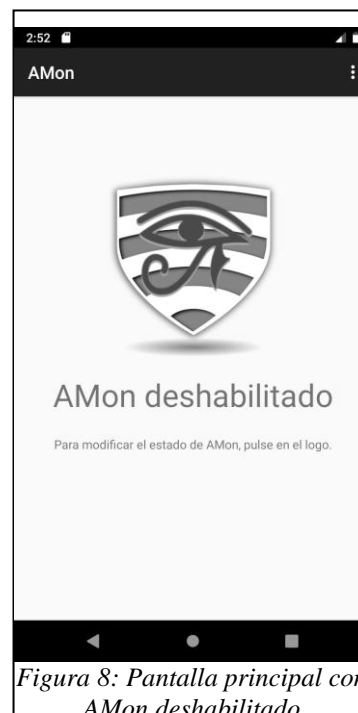 2:52
AMon
AMon deshabilitado
Para modificar el estado de AMon, pulse en el logo.
Figura 8: Pantalla principal con
AMon deshabilitado